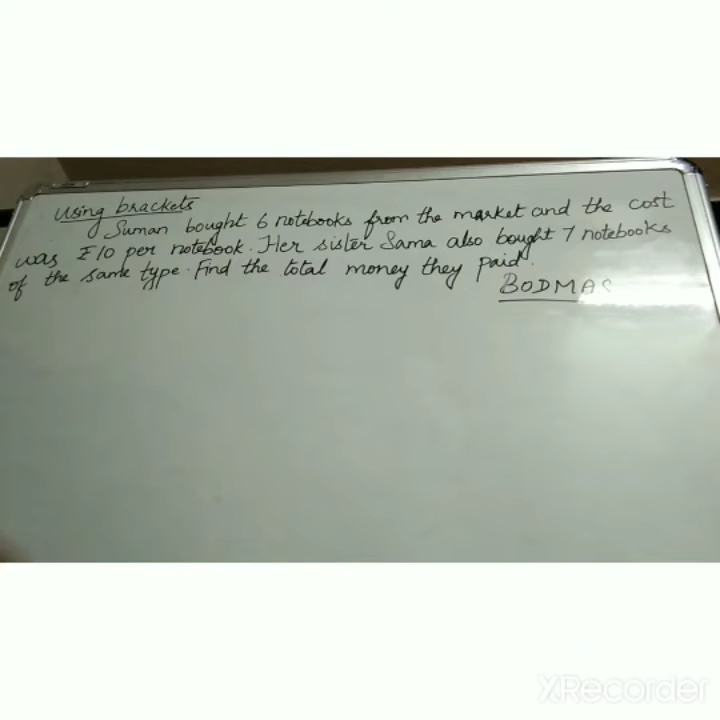 Using brackets
Suman bought 6 notebooks from the market and the cost
was ₹10 per notebook. Her sister Sama also bought 7 notebooks
of the same type. Find the total money they paid.
BODMAS
XRecorder